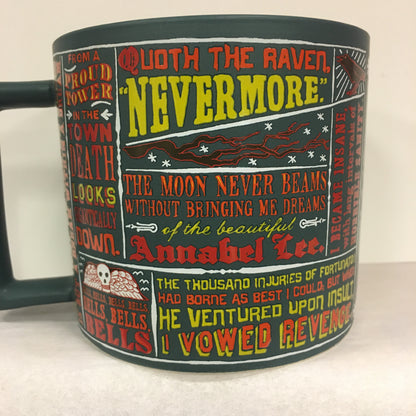 FROM A
PROUD
TOWER
IN THE
TOWN
DEATH
LOOKS
DOWN.
QUOTH THE RAVEN,
"NEVERMORE."
THE MOON NEVER BEAMS
WITHOUT BRINGING ME DREAMS
of the beautiful
Annabel Lee.
BECAME INSANE,
BELLS, BELLS,
BELLS
THE THOUSAND INJURIES OF
HAD BORNE AS BEST I COULD, BUT
HE VENTURED UPON INSULT
I VOWED REVENGE